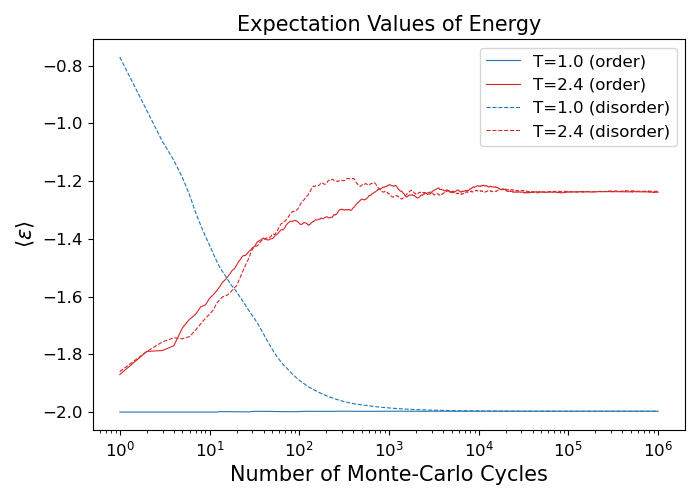 Expectation Values of Energy
T=1.0 (order)
T=2.4 (order)
T=1.0 (disorder)
T=2.4 (disorder)
⟨ε⟩
−0.8
−1.0
−1.2
−1.4
−1.6
−1.8
−2.0
10⁰ 10¹ 10² 10³ 10⁴ 10⁵ 10⁶
Number of Monte-Carlo Cycles